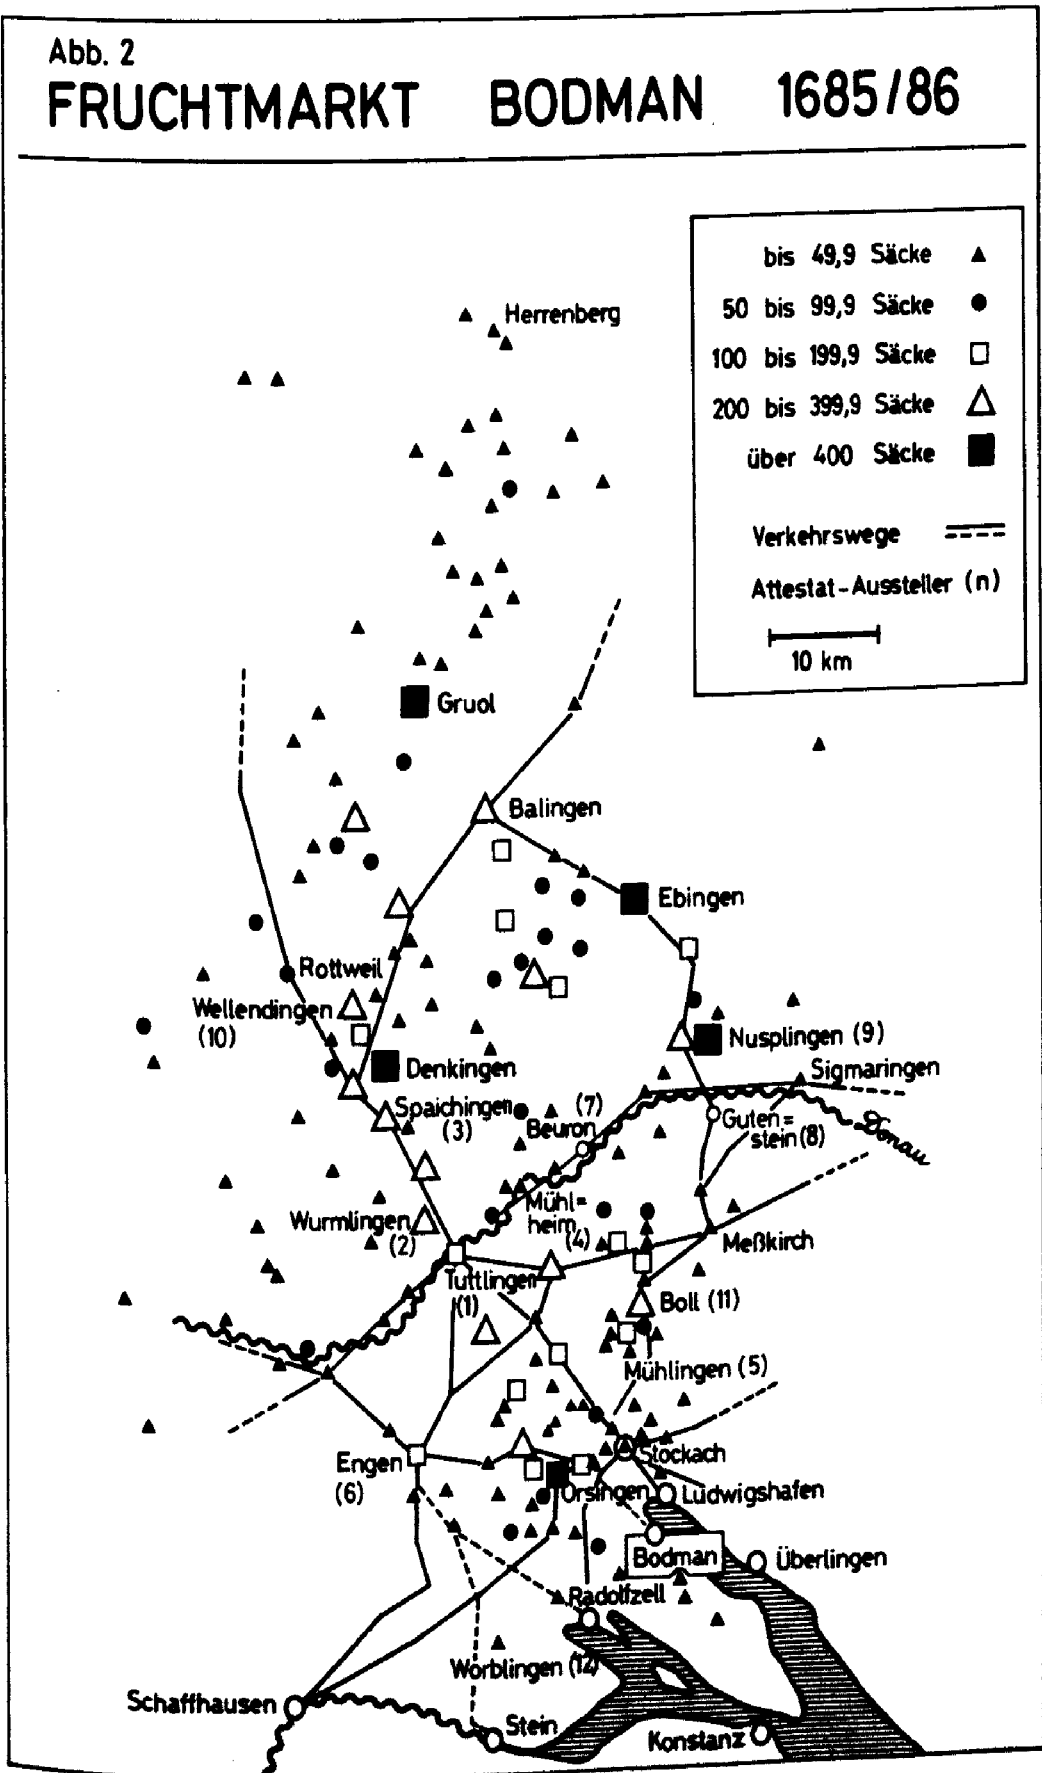 Abb. 2
FRUCHTMARKT BODMAN 1685/86
bis 49,9 Säcke
50 bis 99,9 Säcke
100 bis 199,9 Säcke
200 bis 399,9 Säcke
über 400 Säcke
Verkehrswege
Attestat-Aussteller (n)
10 km
Herrenberg
Gruol
Balingen
Ebingen
Rottweil
Wellendingen
(10)
Nusplingen (9)
Denkingen
Sigmaringen
Spaichingen
(3)
(7)
Beuron
Guten=
stein (8)
Donau
Mühl=
heim
(4)
Wurmlingen
(2)
Meßkirch
Tuttlingen
(1)
Boll (11)
Mühlingen (5)
Engen
(6)
Stockach
Orsingen
Ludwigshafen
Bodman
Überlingen
Radolfzell
Worblingen (12)
Schaffhausen
Stein
Konstanz